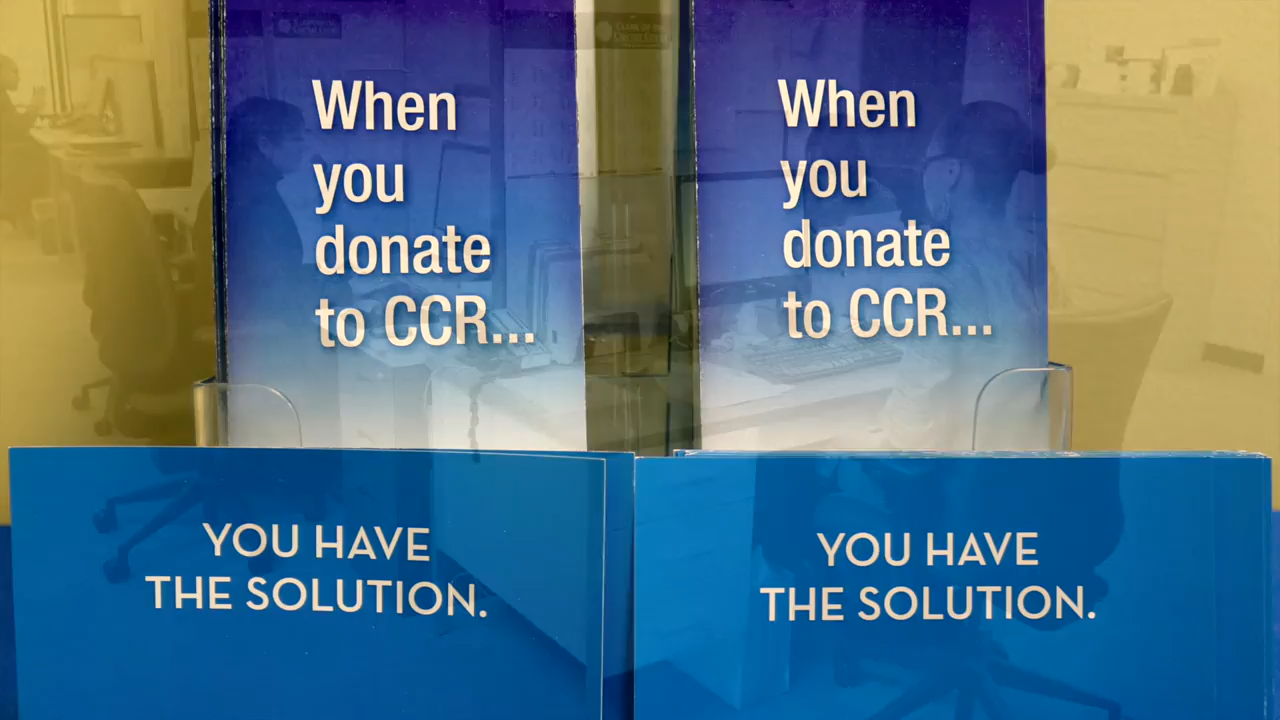 When
you
donate
to CCR...
When
you
donate
to CCR...
YOU HAVE
THE SOLUTION.
YOU HAVE
THE SOLUTION.